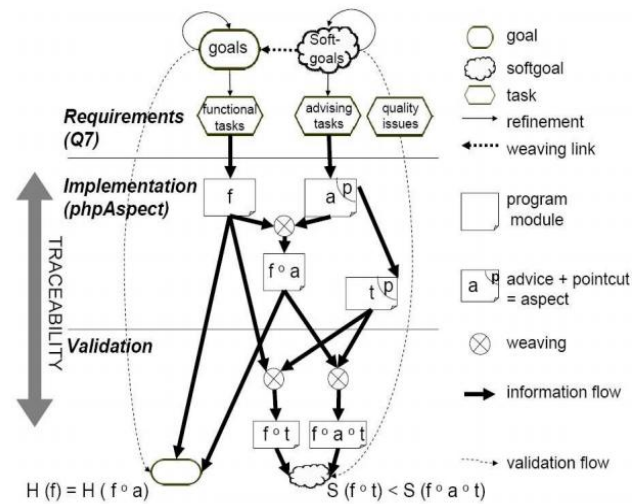 goals
Soft-
goals
Requirements
(Q7)
functional
tasks
advising
tasks
quality
issues
TRACEABILITY
Implementation
(phpAspect)
f
a
p
f o a
t
p
Validation
f o t
f o a o t
H (f) = H ( f o a)
S (f o t) < S (f o a o t)
goal
softgoal
task
refinement
weaving link
program
module
a
p
advice + pointcut
= aspect
weaving
information flow
validation flow